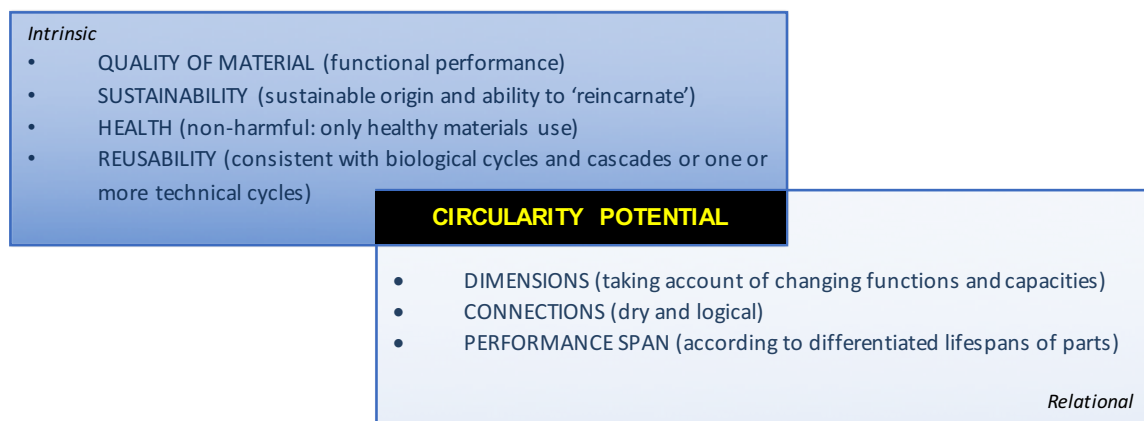 Intrinsic
• QUALITY OF MATERIAL (functional performance)
• SUSTAINABILITY (sustainable origin and ability to ‘reincarnate’)
• HEALTH (non-harmful: only healthy materials use)
• REUSABILITY (consistent with biological cycles and cascades or one or
more technical cycles)
CIRCULARITY POTENTIAL
• DIMENSIONS (taking account of changing functions and capacities)
• CONNECTIONS (dry and logical)
• PERFORMANCE SPAN (according to differentiated lifespans of parts)
Relational